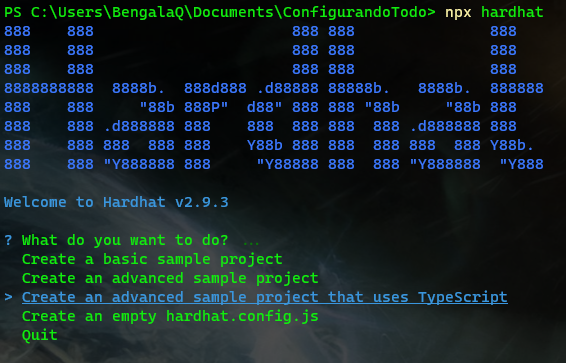 PS C:\Users\BengalaQ\Documents\ConfigurandoTodo> npx hardhat
888    888                      888 888               888
888    888                      888 888               888
888    888                      888 888               888
8888888888  8888b.  888d888 .d88888 88888b.   8888b.  888888
888    888     "88b 888P"  d88" 888 888 "88b     "88b 888
888    888 .d888888 888    888  888 888  888 .d888888 888
888    888 888  888 888    Y88b 888 888  888 888  888 Y88b.
888    888 "Y888888 888     "Y88888 888  888 "Y888888  "Y888
Welcome to Hardhat v2.9.3
? What do you want to do? …
Create a basic sample project
Create an advanced sample project
> Create an advanced sample project that uses TypeScript
Create an empty hardhat.config.js
Quit